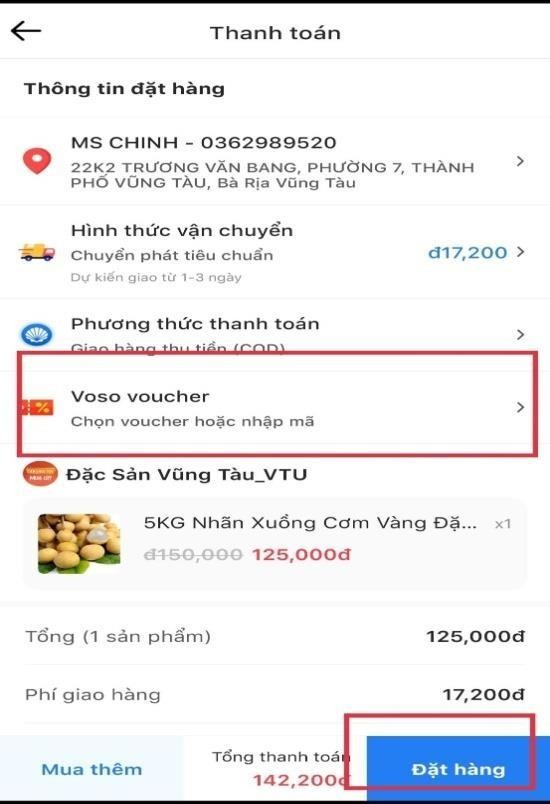 Thanh toán
Thông tin đặt hàng
MS CHINH - 0362989520
22K2 TRƯƠNG VĂN BANG, PHƯỜNG 7, THÀNH
PHỐ VŨNG TÀU, Bà Rịa Vũng Tàu
Hình thức vận chuyển
Chuyển phát tiêu chuẩn
đ17,200
Dự kiến giao từ 1-3 ngày
Phương thức thanh toán
Giao hàng thu tiền (COD)
Voso voucher
Chọn voucher hoặc nhập mã
Đặc Sản Vũng Tàu_VTU
5KG Nhãn Xuồng Cơm Vàng Đặ... x1
đ150,000 125,000đ
Tổng (1 sản phẩm) 125,000đ
Phí giao hàng 17,200đ
Mua thêm
Tổng thanh toán
142,200đ
Đặt hàng